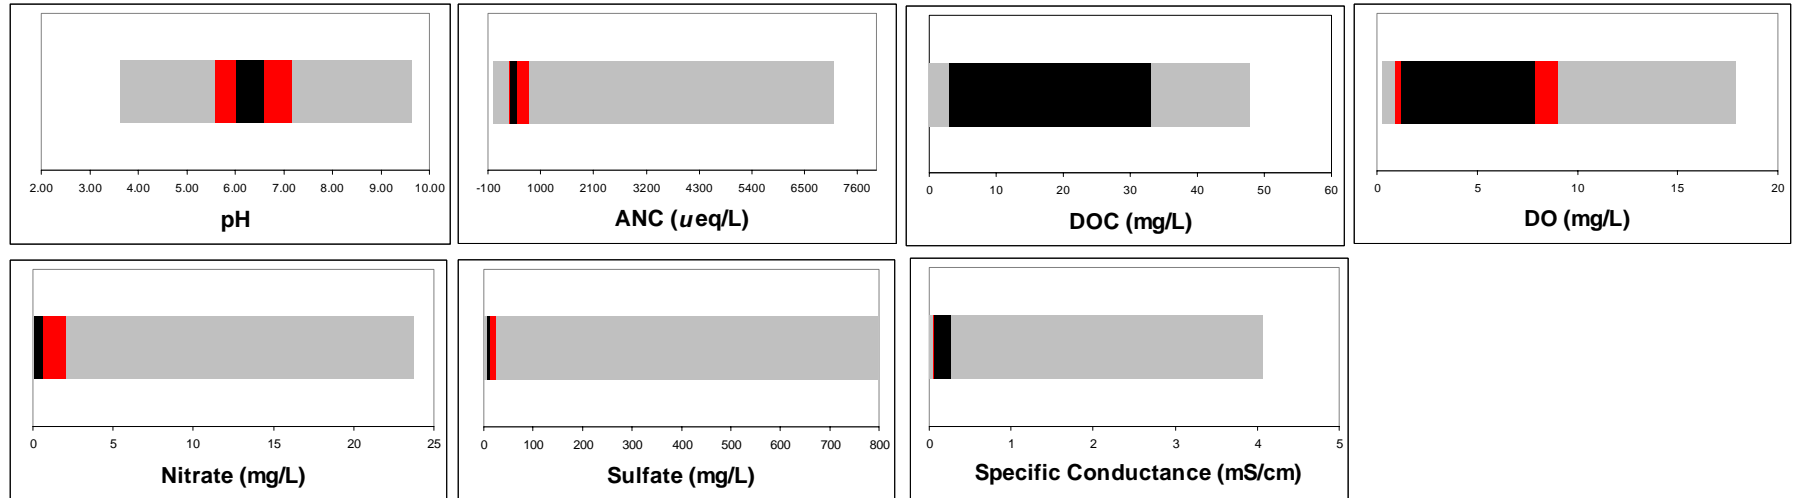 2.00 3.00 4.00 5.00 6.00 7.00 8.00 9.00 10.00
pH
-100 1000 2100 3200 4300 5400 6500 7600
ANC (ueq/L)
0 10 20 30 40 50 60
DOC (mg/L)
0 5 10 15 20
DO (mg/L)
0 5 10 15 20 25
Nitrate (mg/L)
0 100 200 300 400 500 600 700 800
Sulfate (mg/L)
0 1 2 3 4 5
Specific Conductance (mS/cm)